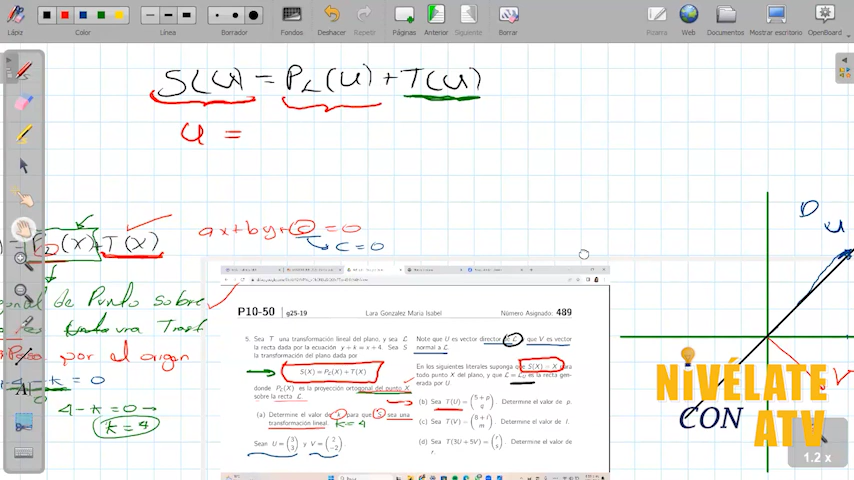 Lápiz
Color
Línea
Borrador
Fondos
Deshacer
Repetir
Páginas
Anterior
Siguiente
Borrar
Pizarra
Web
Documentos
Mostrar escritorio
OpenBoard
S(U) = P_L(U) + T(U)
U =
(X) + T(X)
ax + by + c = 0
c = 0
ogonal de Punto sobre
una Transf
Pasa por el origen
4 - k = 0
4 - k = 0 →
k = 4
D
U
V
P10-50 g25-19 Lara Gonzalez Maria Isabel Número Asignado: 489
5. Sea T una transformación lineal del plano, y sea L
la recta dada por la ecuación y + k = x + 4. Sea S
la transformación del plano dada por
S(X) = P_L(X) + T(X)
donde P_L(X) es la proyección ortogonal del punto X
sobre la recta L.
(a) Determine el valor de k para que S sea una
transformación lineal. k=4
Sean U = (3 3) y V = (2 -2).
Note que U es vector director de L que V es vector
normal a L.
En los siguientes literales suponga que S(X) = X para
todo punto X del plano, y que L = L_U es la recta gen-
erada por U
(b) Sea T(U) = (5 + p q). Determine el valor de p.
(c) Sea T(V) = (8 + l m). Determine el valor de l.
(d) Sea T(3U + 5V) = (r s). Determine el valor de
NiVÉLATE
CON
ATV
1.2 x